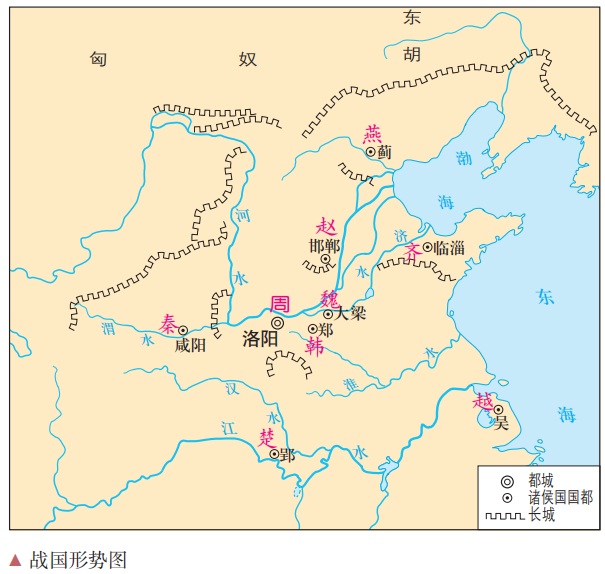 东
胡
匈 奴
燕
蓟
渤
海
河
水
赵
邯郸
济
水
齐
临淄
周
洛阳
魏
大梁
郑
韩
秦
咸阳
渭
水
东
海
淮
水
汉
水
江
水
楚
郢
越
吴
都城
诸侯国国都
长城
▲ 战国形势图